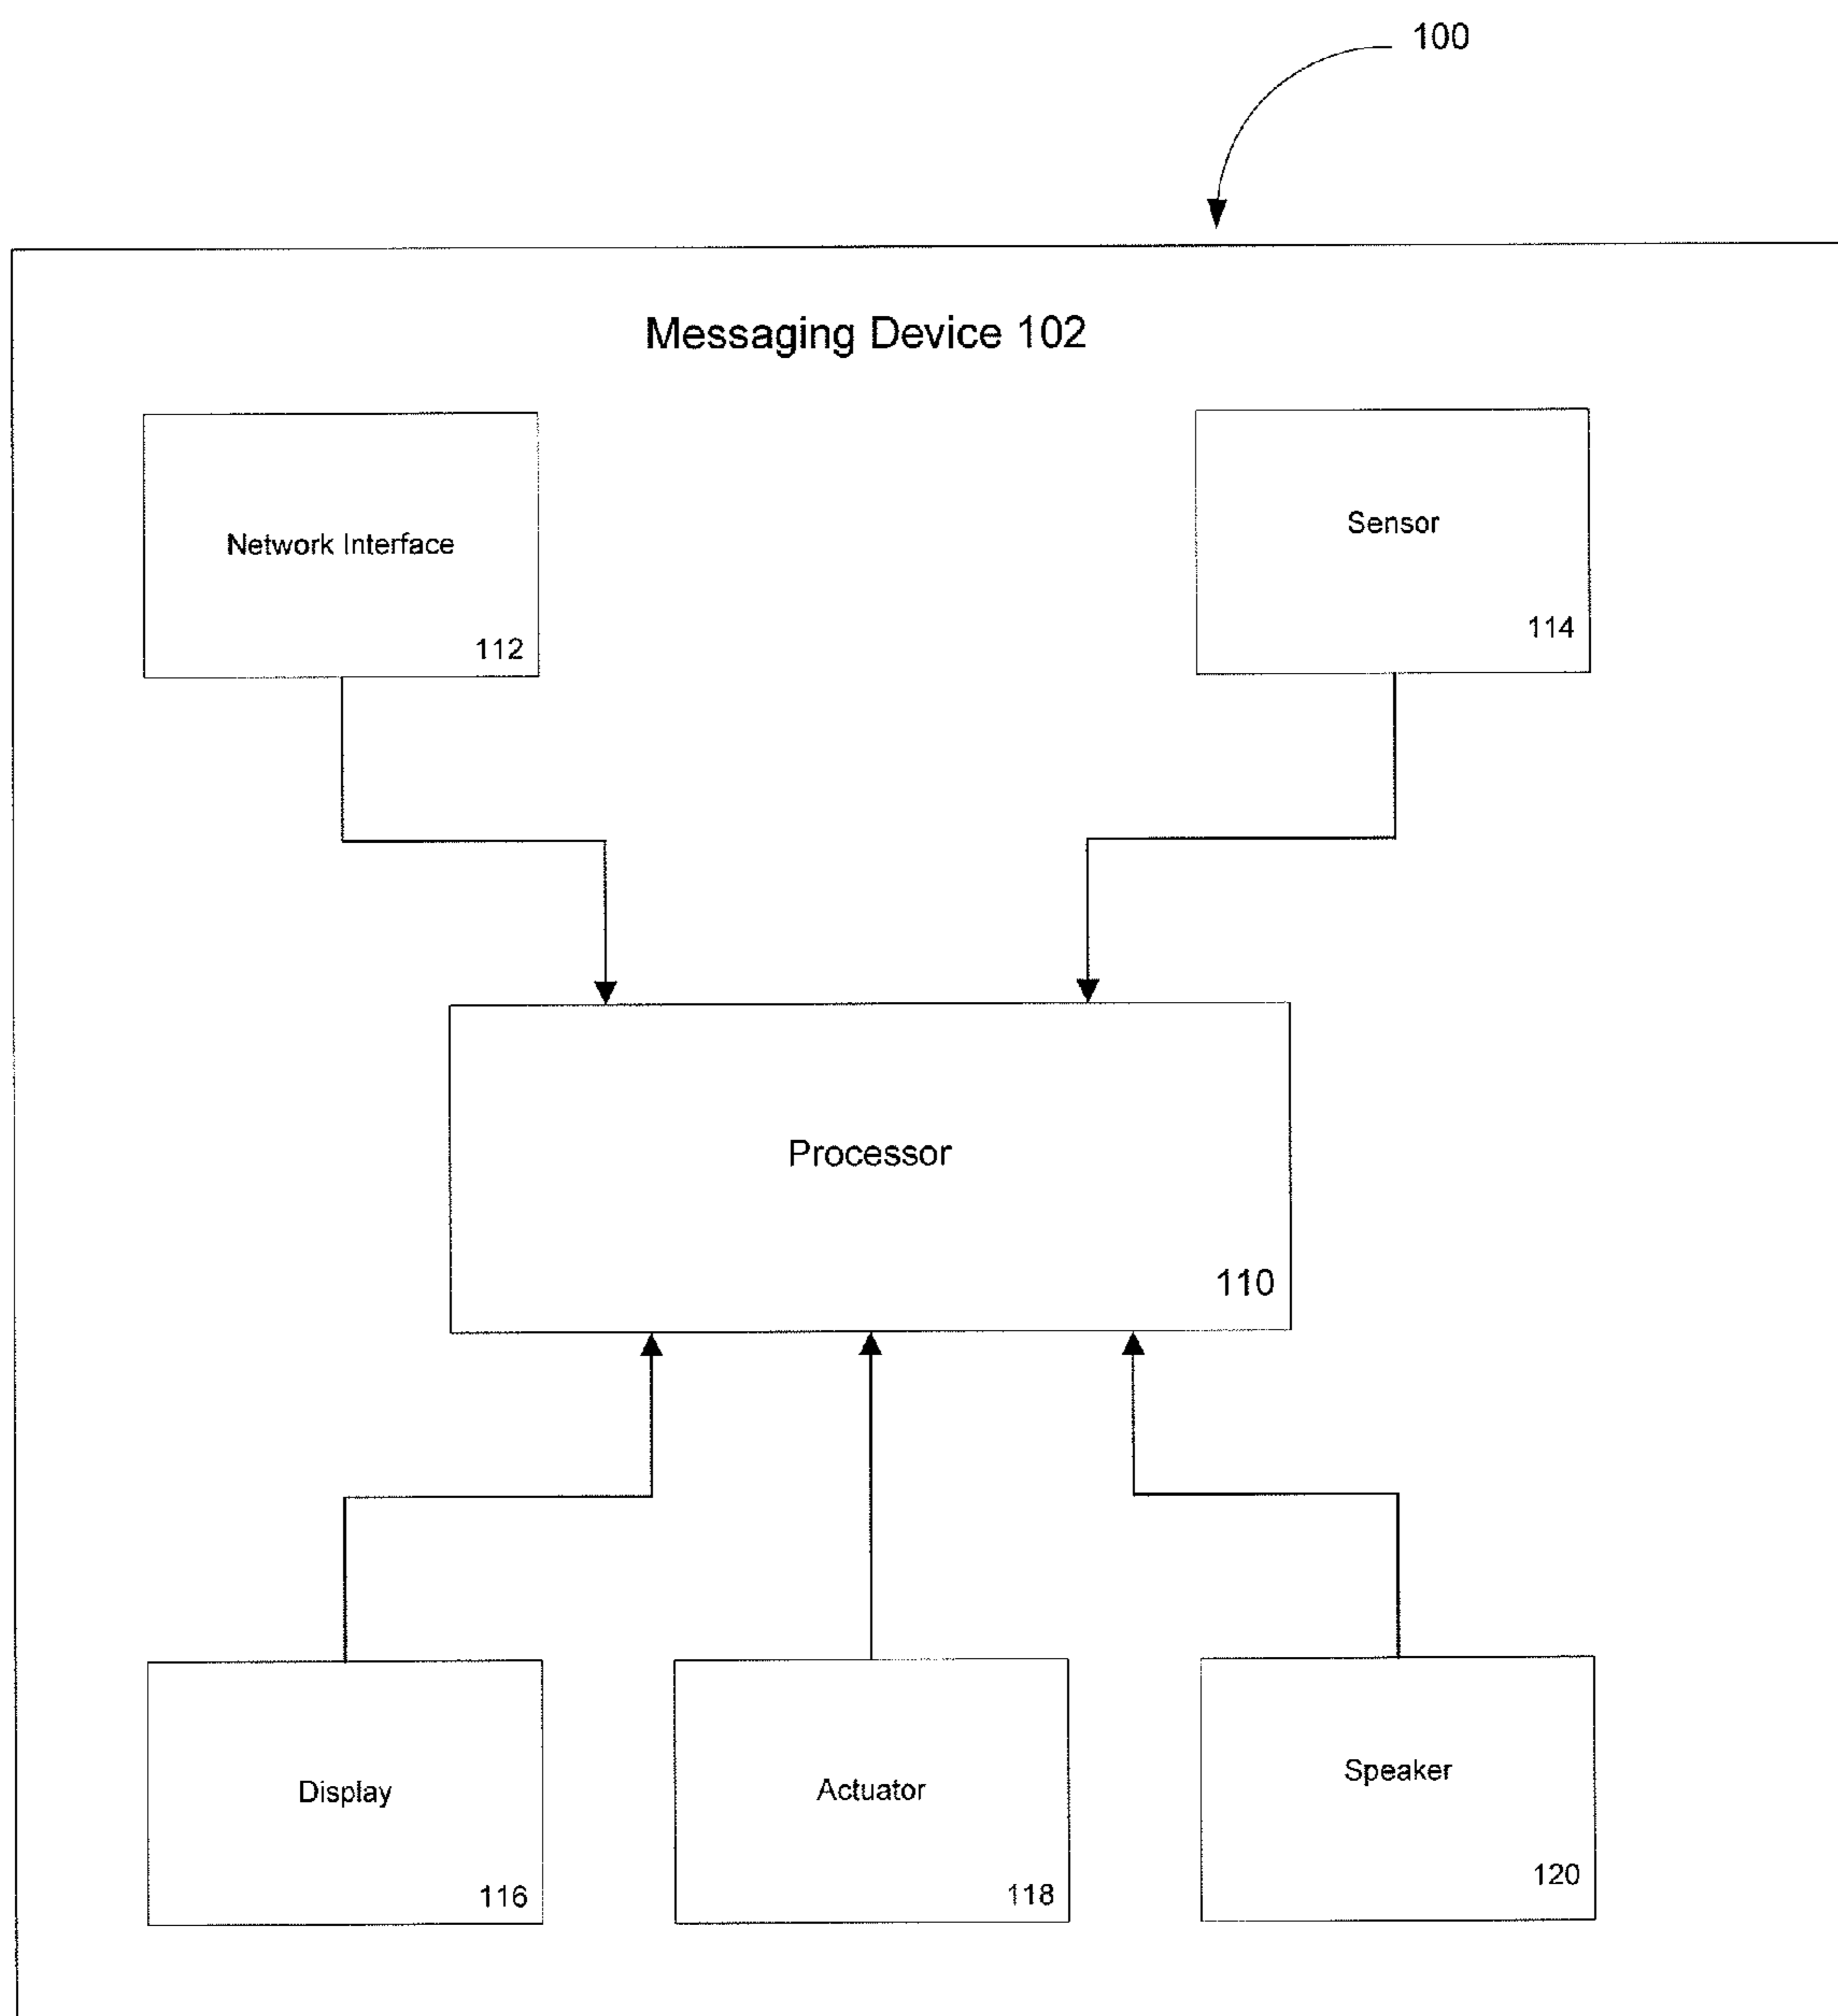 100
Messaging Device 102
Network Interface
112
Sensor
114
Processor
110
Display
116
Actuator
118
Speaker
120